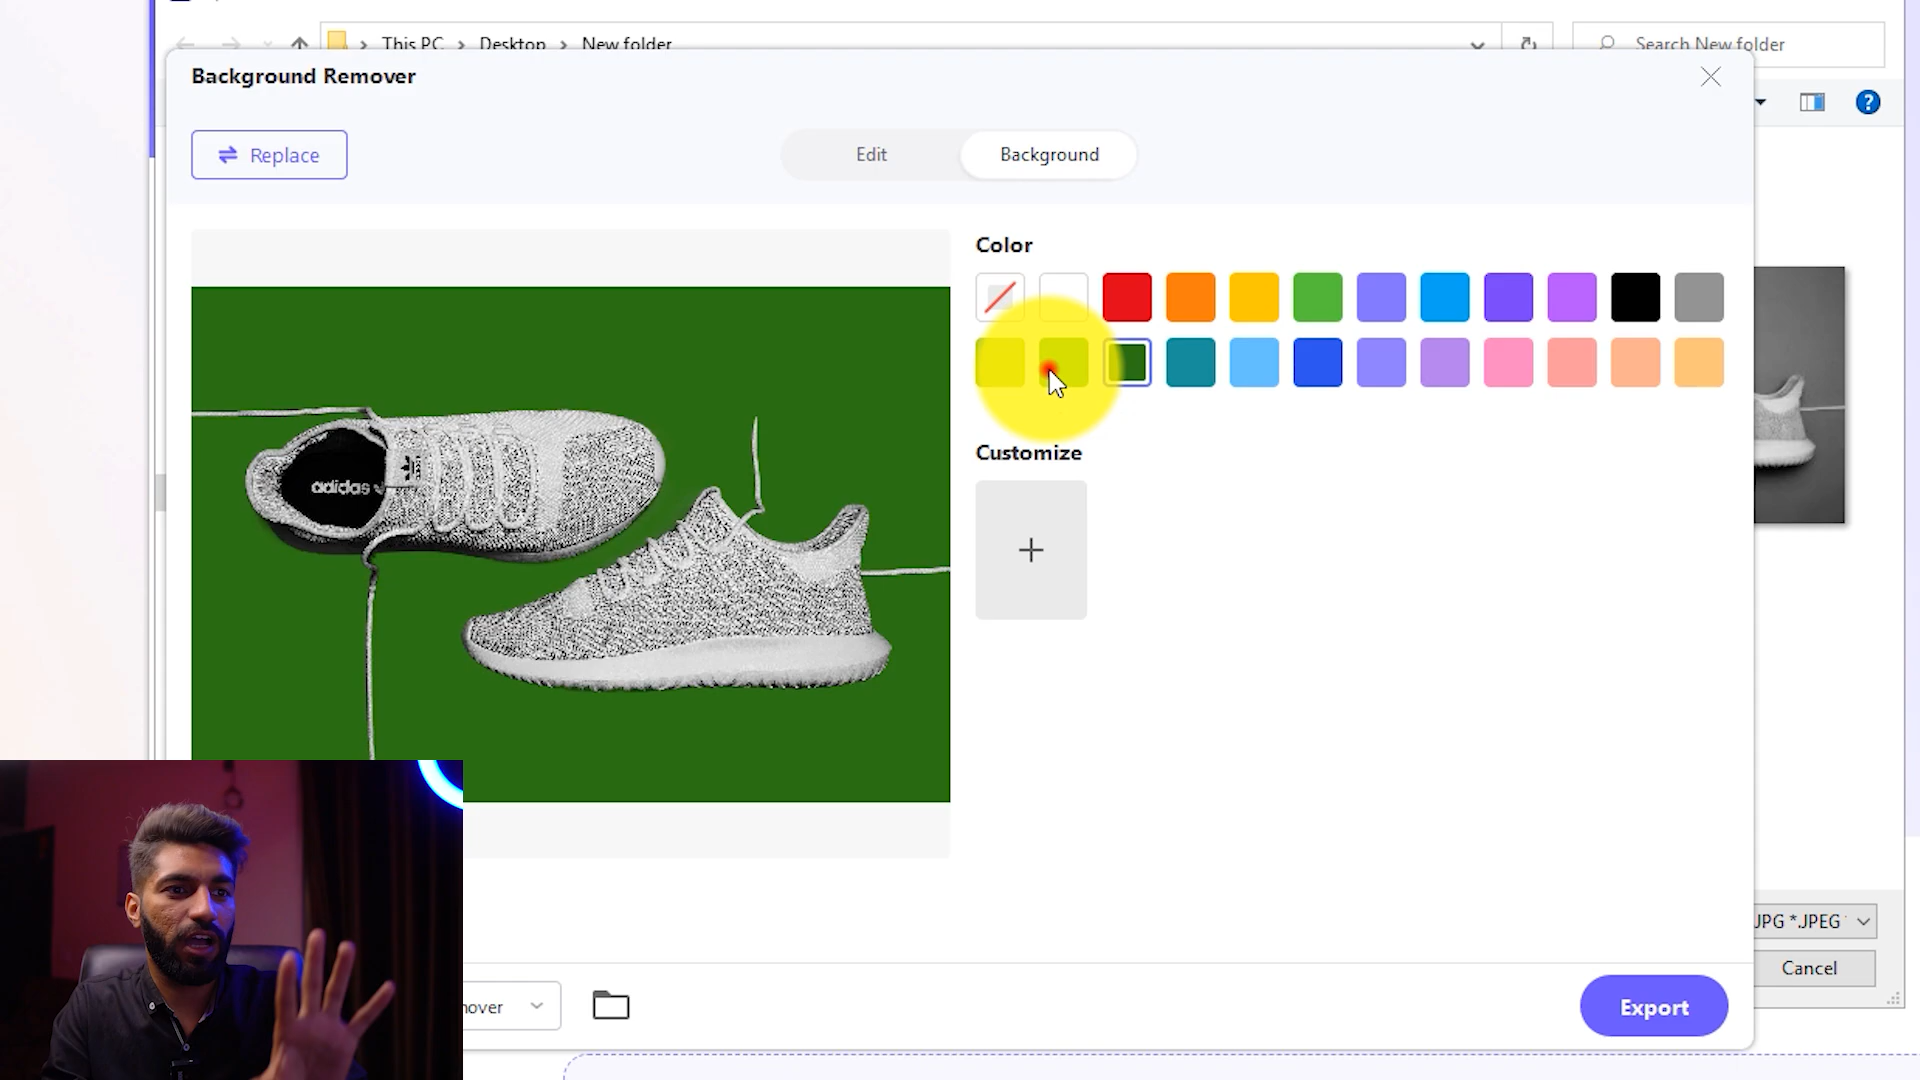 This PC > Desktop > New folder
Search New folder
Background Remover
Replace
Edit
Background
?
Color
adidas
Customize
+
JPG *.JPEG
Cancel
mover
Export